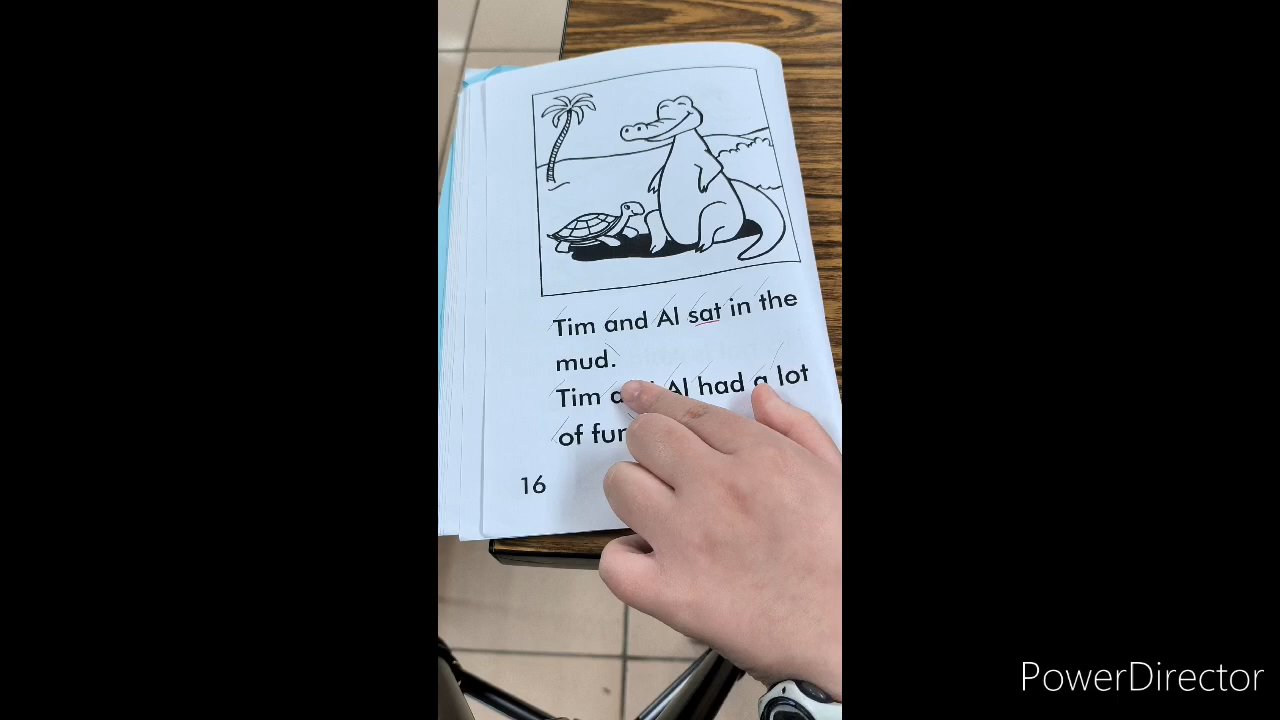 Tim and Al sat in the
mud.
Tim Al had a lot
of
16
PowerDirector